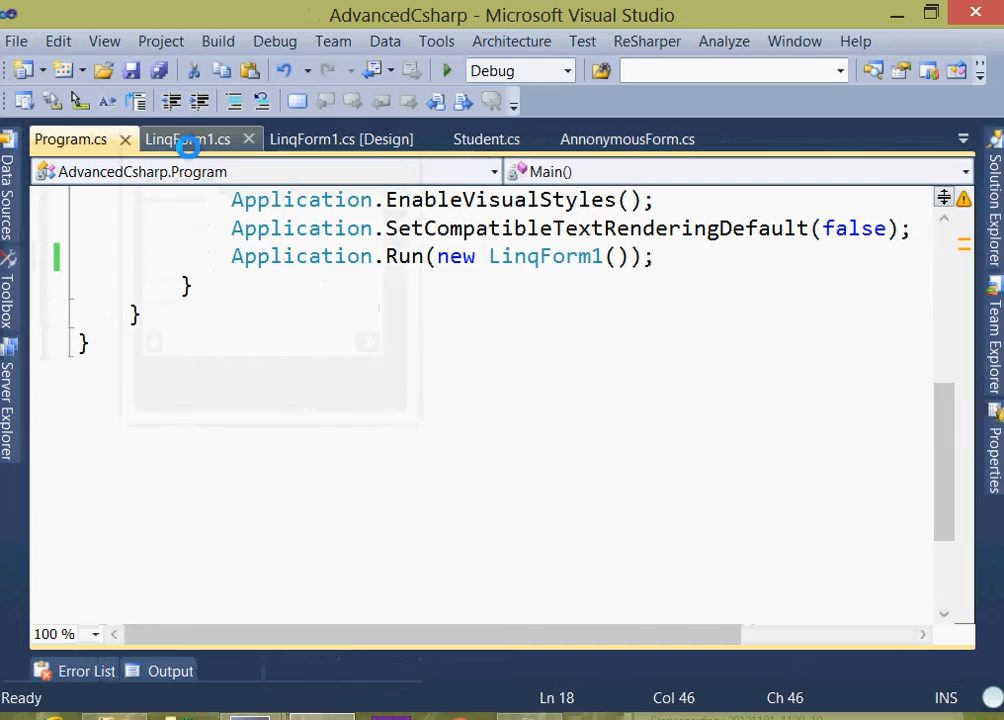 AdvancedCsharp - Microsoft Visual Studio
File Edit View Project Build Debug Team Data Tools Architecture Test ReSharper Analyze Window Help
Debug
Program.cs LinqForm1.cs LinqForm1.cs [Design] Student.cs AnnonymousForm.cs
AdvancedCsharp.Program Main()
Application.EnableVisualStyles();
Application.SetCompatibleTextRenderingDefault(false);
Application.Run(new LinqForm1());
}
}
}
Data Sources
Toolbox
Server Explorer
Solution Explorer
Team Explorer
Properties
100 %
Error List Output
Ready Ln 18 Col 46 Ch 46 INS